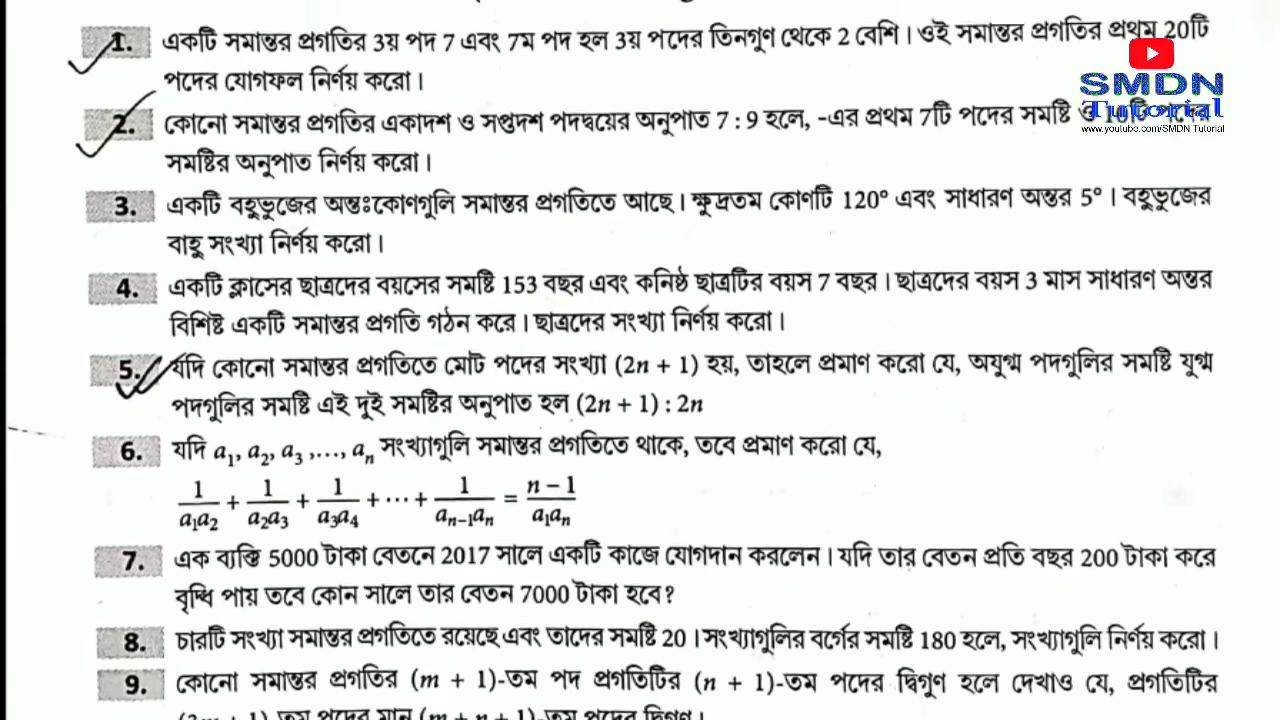 1. একটি সমান্তর প্রগতির 3য় পদ 7 এবং 7ম পদ হল 3য় পদের তিনগুণ থেকে 2 বেশি। ওই সমান্তর প্রগতির প্রথম 20টি
পদের যোগফল নির্ণয় করো।
SMDN
Tutorial
www.youtube.com/SMDN Tutorial
2. কোনো সমান্তর প্রগতির একাদশ ও সপ্তদশ পদদ্বয়ের অনুপাত 7 : 9 হলে, -এর প্রথম 7টি পদের সমষ্টি ও 10টি পদের
সমষ্টির অনুপাত নির্ণয় করো।
3. একটি বহুভুজের অন্তঃকোণগুলি সমান্তর প্রগতিতে আছে। ক্ষুদ্রতম কোণটি 120° এবং সাধারণ অন্তর 5°। বহুভুজের
বাহু সংখ্যা নির্ণয় করো।
4. একটি ক্লাসের ছাত্রদের বয়সের সমষ্টি 153 বছর এবং কনিষ্ঠ ছাত্রটির বয়স 7 বছর। ছাত্রদের বয়স 3 মাস সাধারণ অন্তর
বিশিষ্ট একটি সমান্তর প্রগতি গঠন করে। ছাত্রদের সংখ্যা নির্ণয় করো।
5. যদি কোনো সমান্তর প্রগতিতে মোট পদের সংখ্যা (2n + 1) হয়, তাহলে প্রমাণ করো যে, অযুগ্ম পদগুলির সমষ্টি যুগ্ম
পদগুলির সমষ্টি এই দুই সমষ্টির অনুপাত হল (2n + 1) : 2n
6. যদি a₁, a₂, a₃ ,..., aₙ সংখ্যাগুলি সমান্তর প্রগতিতে থাকে, তবে প্রমাণ করো যে,
1/(a₁a₂) + 1/(a₂a₃) + 1/(a₃a₄) + ... + 1/(aₙ₋₁aₙ) = (n − 1)/(a₁aₙ)
7. এক ব্যক্তি 5000 টাকা বেতনে 2017 সালে একটি কাজে যোগদান করলেন। যদি তার বেতন প্রতি বছর 200 টাকা করে
বৃদ্ধি পায় তবে কোন সালে তার বেতন 7000 টাকা হবে?
8. চারটি সংখ্যা সমান্তর প্রগতিতে রয়েছে এবং তাদের সমষ্টি 20। সংখ্যাগুলির বর্গের সমষ্টি 180 হলে, সংখ্যাগুলি নির্ণয় করো।
9. কোনো সমান্তর প্রগতির (m + 1)-তম পদ প্রগতিটির (n + 1)-তম পদের দ্বিগুণ হলে দেখাও যে, প্রগতিটির
(3m + 1)-তম পদের মান (m + n + 1)-তম পদের দ্বিগুণ।